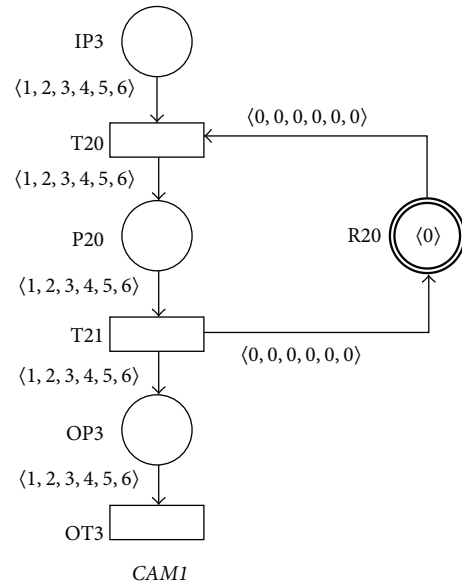 IP3
⟨1, 2, 3, 4, 5, 6⟩
⟨0, 0, 0, 0, 0, 0⟩
T20
⟨1, 2, 3, 4, 5, 6⟩
P20
R20
⟨0⟩
⟨1, 2, 3, 4, 5, 6⟩
T21
⟨0, 0, 0, 0, 0, 0⟩
⟨1, 2, 3, 4, 5, 6⟩
OP3
⟨1, 2, 3, 4, 5, 6⟩
OT3
CAM1